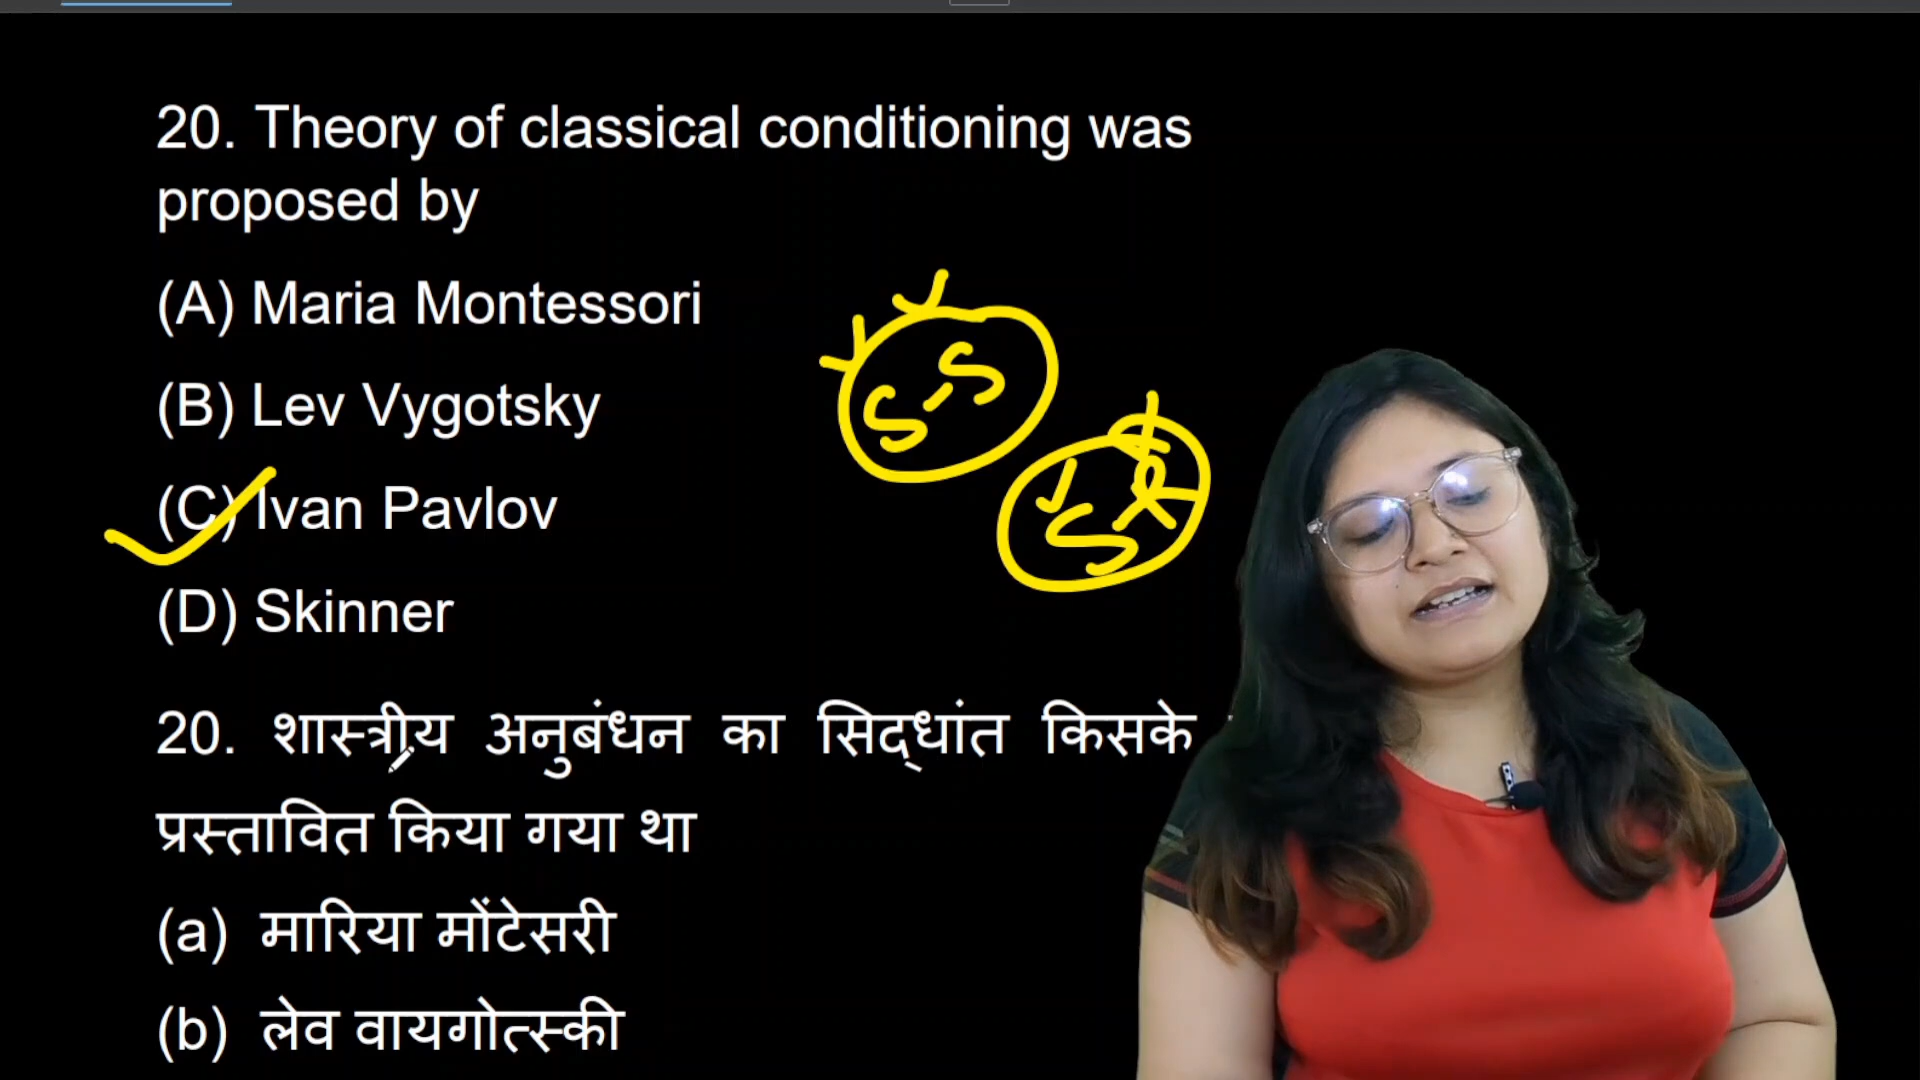 20. Theory of classical conditioning was
proposed by
(A) Maria Montessori
(B) Lev Vygotsky
(C) Ivan Pavlov
(D) Skinner
S-S
S-R
20. शास्त्रीय अनुबंधन का सिद्धांत किसके
प्रस्तावित किया गया था
(a) मारिया मोंटेसरी
(b) लेव वायगोत्स्की